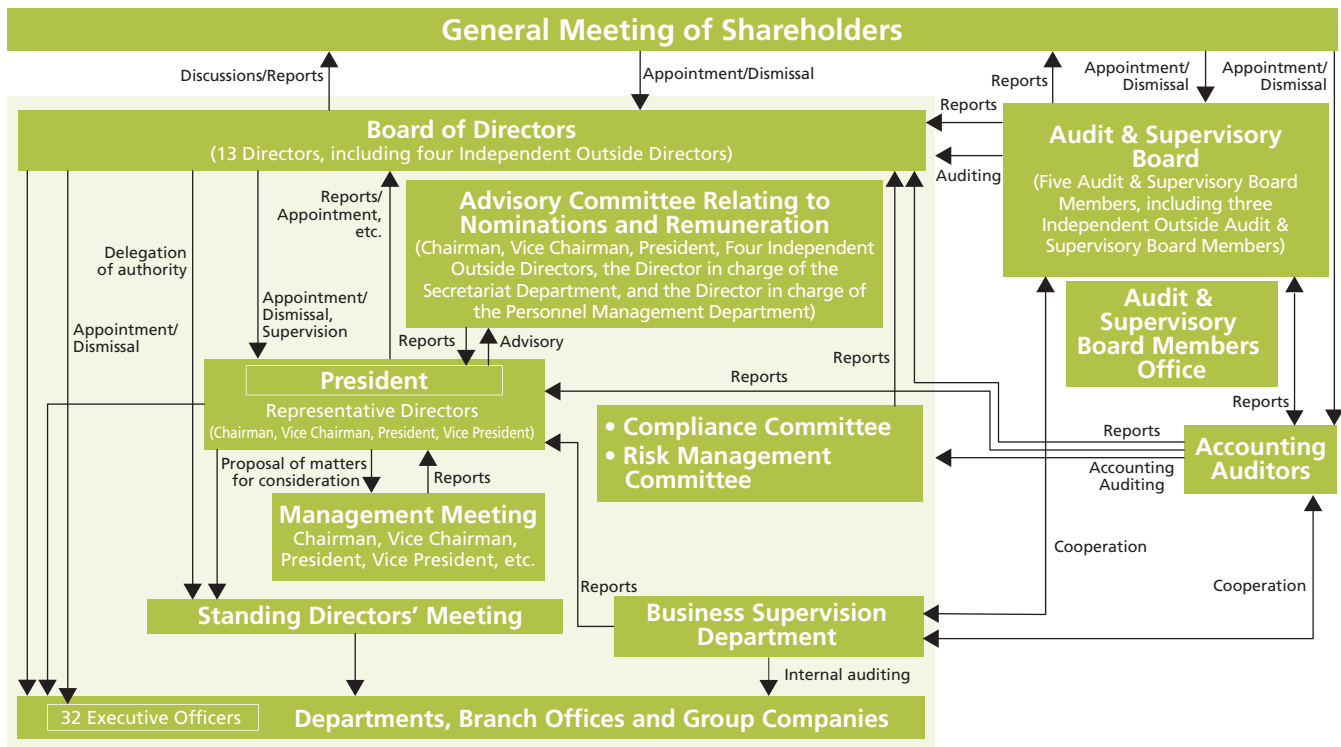 General Meeting of Shareholders
Discussions/Reports
Appointment/Dismissal
Reports
Appointment/
Dismissal
Appointment/
Dismissal
Board of Directors
(13 Directors, including four Independent Outside Directors)
Reports
Auditing
Audit & Supervisory
Board
(Five Audit & Supervisory Board
Members, including three
Independent Outside Audit &
Supervisory Board Members)
Delegation
of authority
Appointment/
Dismissal
Appointment/
Dismissal,
Supervision
Reports/
Appointment,
etc.
Advisory Committee Relating to
Nominations and Remuneration
(Chairman, Vice Chairman, President, Four Independent
Outside Directors, the Director in charge of the
Secretariat Department, and the Director in charge of
the Personnel Management Department)
Reports
Advisory
Reports
Audit &
Supervisory
Board Members
Office
President
Representative Directors
(Chairman, Vice Chairman, President, Vice President)
Reports
• Compliance Committee
• Risk Management
Committee
Reports
Reports
Accounting
Auditing
Accounting
Auditors
Proposal of matters
for consideration
Reports
Management Meeting
Chairman, Vice Chairman,
President, Vice President, etc.
Cooperation
Cooperation
Reports
Standing Directors’ Meeting
Business Supervision
Department
Internal auditing
32 Executive Officers
Departments, Branch Offices and Group Companies